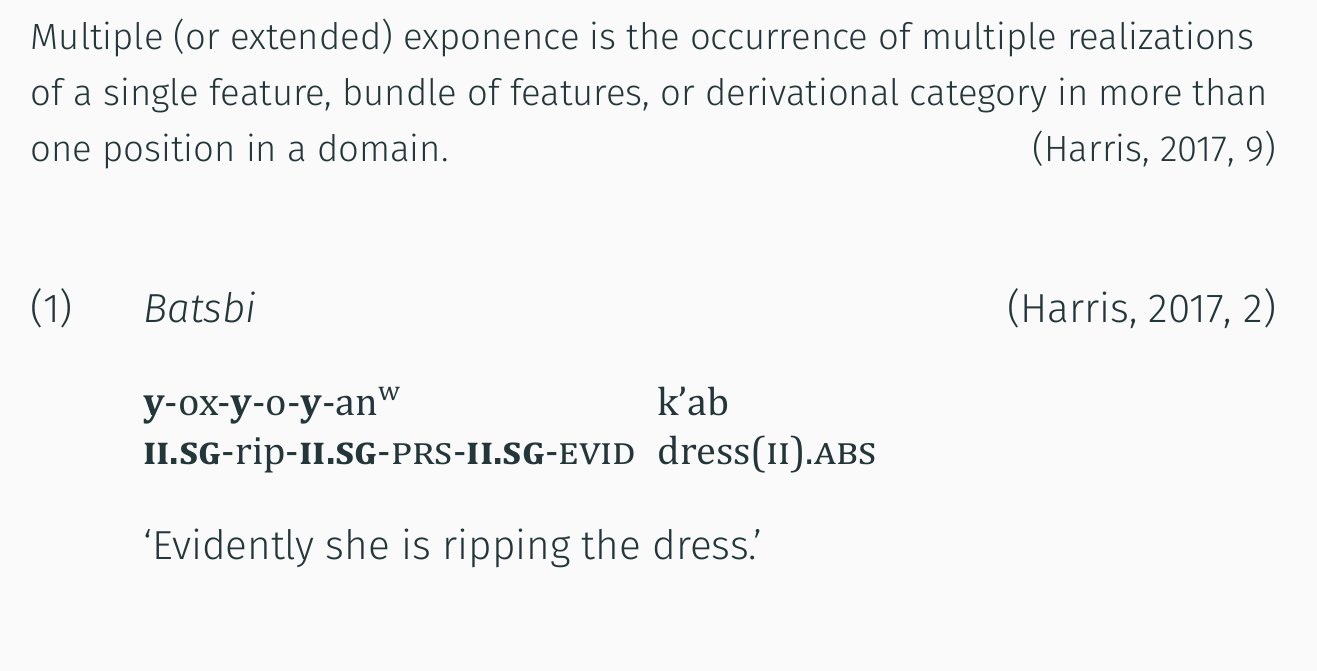 Multiple (or extended) exponence is the occurrence of multiple realizations
of a single feature, bundle of features, or derivational category in more than
one position in a domain. (Harris, 2017, 9)
(1) Batsbi (Harris, 2017, 2)
y-ox-y-o-y-anʷ k’ab
II.SG-rip-II.SG-PRS-II.SG-EVID dress(II).ABS
‘Evidently she is ripping the dress.’